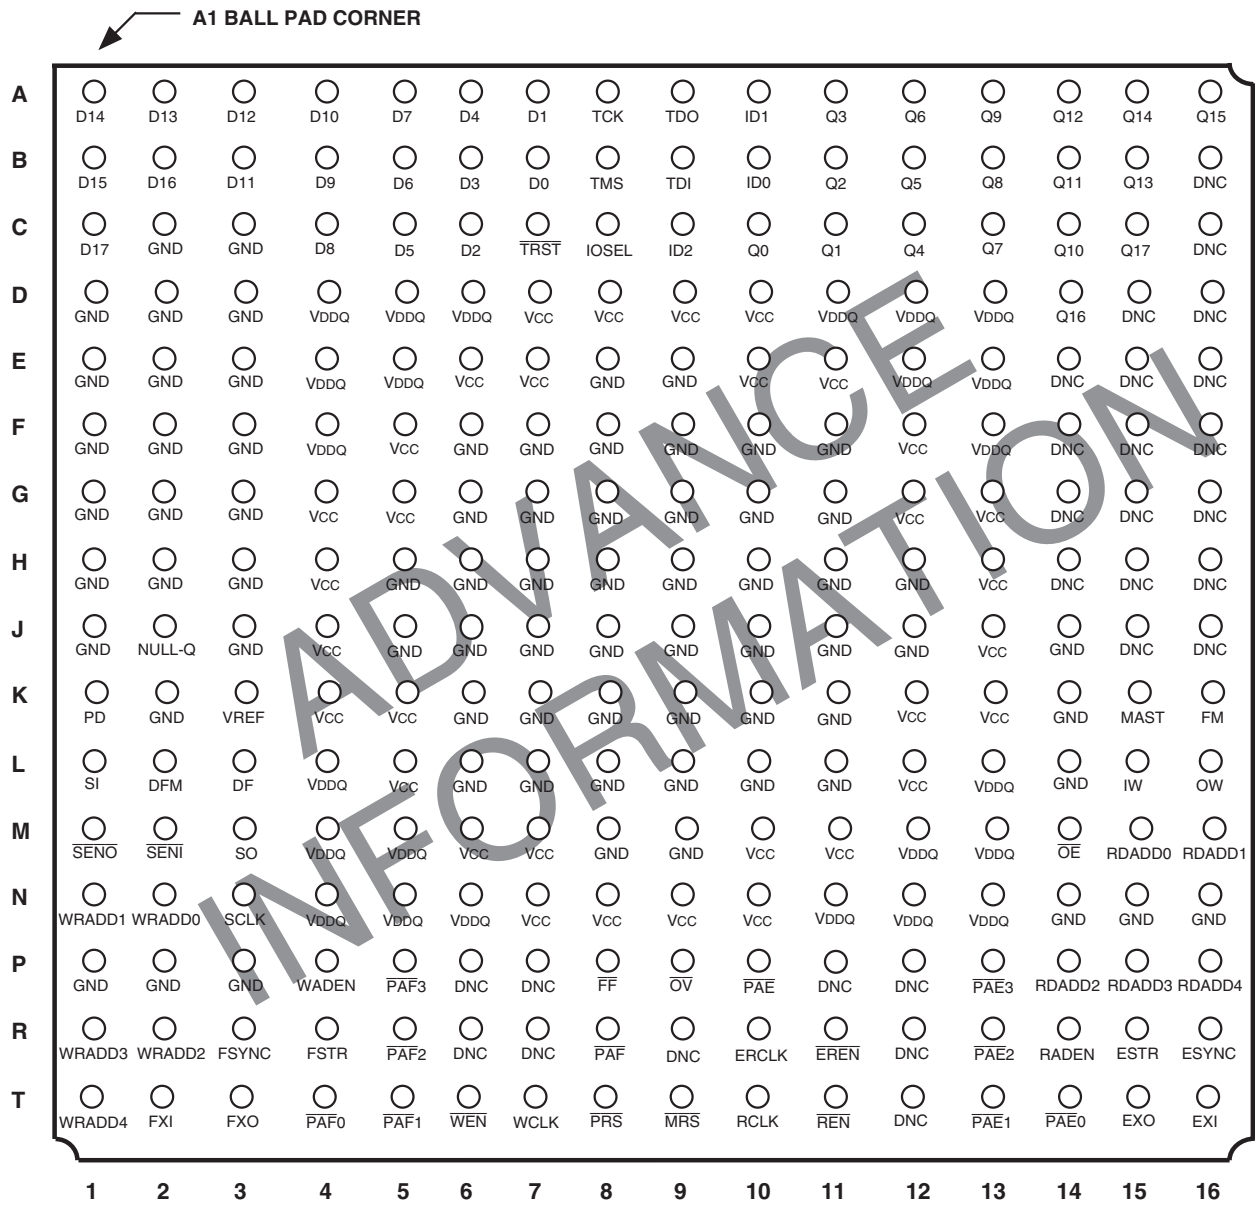 A1 BALL PAD CORNER
A
D14 D13 D12 D10 D7 D4 D1 TCK TDO ID1 Q3 Q6 Q9 Q12 Q14 Q15
B
D15 D16 D11 D9 D6 D3 D0 TMS TDI ID0 Q2 Q5 Q8 Q11 Q13 DNC
C
D17 GND GND D8 D5 D2 TRST IOSEL ID2 Q0 Q1 Q4 Q7 Q10 Q17 DNC
D
GND GND GND VDDQ VDDQ VDDQ VCC VCC VCC VCC VDDQ VDDQ VDDQ Q16 DNC DNC
E
GND GND GND VDDQ VDDQ VCC VCC GND GND VCC VCC VDDQ VDDQ DNC DNC DNC
F
GND GND GND VDDQ VCC GND GND GND GND GND GND VCC VDDQ DNC DNC DNC
G
GND GND GND VCC VCC GND GND GND GND GND GND VCC VCC DNC DNC DNC
H
GND GND GND VCC GND GND GND GND GND GND GND GND VCC DNC DNC DNC
J
GND NULL-Q GND VCC GND GND GND GND GND GND GND GND VCC GND DNC DNC
K
PD GND VREF VCC VCC GND GND GND GND GND GND VCC VCC GND MAST FM
L
SI DFM DF VDDQ VCC GND GND GND GND GND GND VCC VDDQ GND IW OW
M
SENO SENI SO VDDQ VDDQ VCC VCC GND GND VCC VCC VDDQ VDDQ OE RDADD0 RDADD1
N
WRADD1 WRADD0 SCLK VDDQ VDDQ VDDQ VCC VCC VCC VCC VDDQ VDDQ VDDQ GND GND GND
P
GND GND GND WADEN PAF3 DNC DNC FF OV PAE DNC DNC PAE3 RDADD2 RDADD3 RDADD4
R
WRADD3 WRADD2 FSYNC FSTR PAF2 DNC DNC PAF DNC ERCLK EREN DNC PAE2 RADEN ESTR ESYNC
T
WRADD4 FXI FXO PAF0 PAF1 WEN WCLK PRS MRS RCLK REN DNC PAE1 PAE0 EXO EXI
1 2 3 4 5 6 7 8 9 10 11 12 13 14 15 16
ADVANCE
INFORMATION